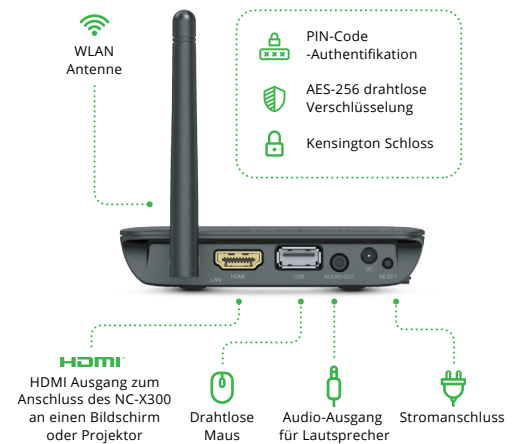 WLAN
Antenne
PIN-Code
-Authentifikation
AES-256 drahtlose
Verschlüsselung
Kensington Schloss
LAN
HDMI
USB
AUDIO-OUT
DC
RESET
HDMI
HDMI Ausgang zum
Anschluss des NC-X300
an einen Bildschirm
oder Projektor
Drahtlose
Maus
Audio-Ausgang
für Lautsprecher
Stromanschluss